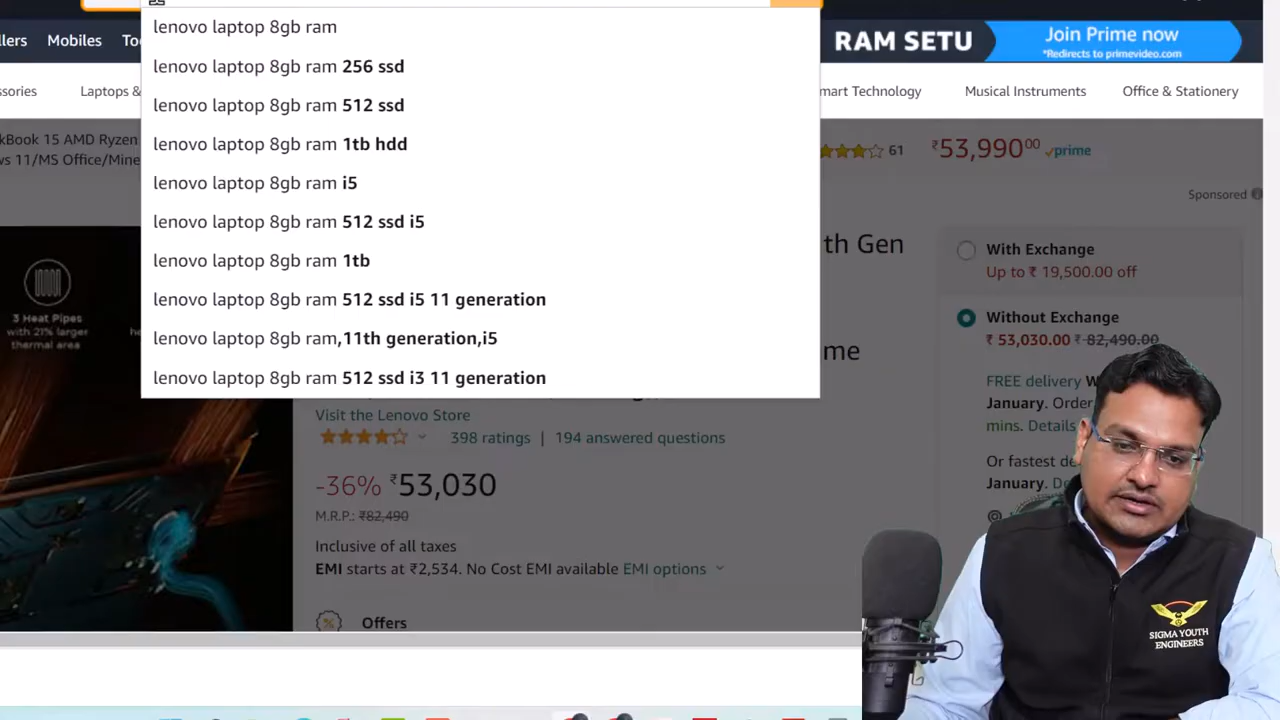 lenovo laptop 8gb ram
lenovo laptop 8gb ram 256 ssd
lenovo laptop 8gb ram 512 ssd
lenovo laptop 8gb ram 1tb hdd
lenovo laptop 8gb ram i5
lenovo laptop 8gb ram 512 ssd i5
lenovo laptop 8gb ram 1tb
lenovo laptop 8gb ram 512 ssd i5 11 generation
lenovo laptop 8gb ram,11th generation,i5
lenovo laptop 8gb ram 512 ssd i3 11 generation
llers Mobiles
RAM SETU
Join Prime now
*Redirects to primevideo.com
ssories Laptops &
mart Technology Musical Instruments Office & Stationery
kBook 15 AMD Ryzen
ws 11/MS Office/Mine
61 ₹53,990⁰⁰ prime
Sponsored
th Gen
me
3 Heat Pipes
with 21% larger
thermal area
Visit the Lenovo Store
398 ratings | 194 answered questions
-36% ₹53,030
M.R.P.: ₹82,490
Inclusive of all taxes
EMI starts at ₹2,534. No Cost EMI available EMI options
Offers
With Exchange
Up to ₹ 19,500.00 off
Without Exchange
₹ 53,030.00 ₹ 82,490.00
FREE delivery
January. Order
mins. Details
Or fastest de
January. De
SIGMA YOUTH
ENGINEERS